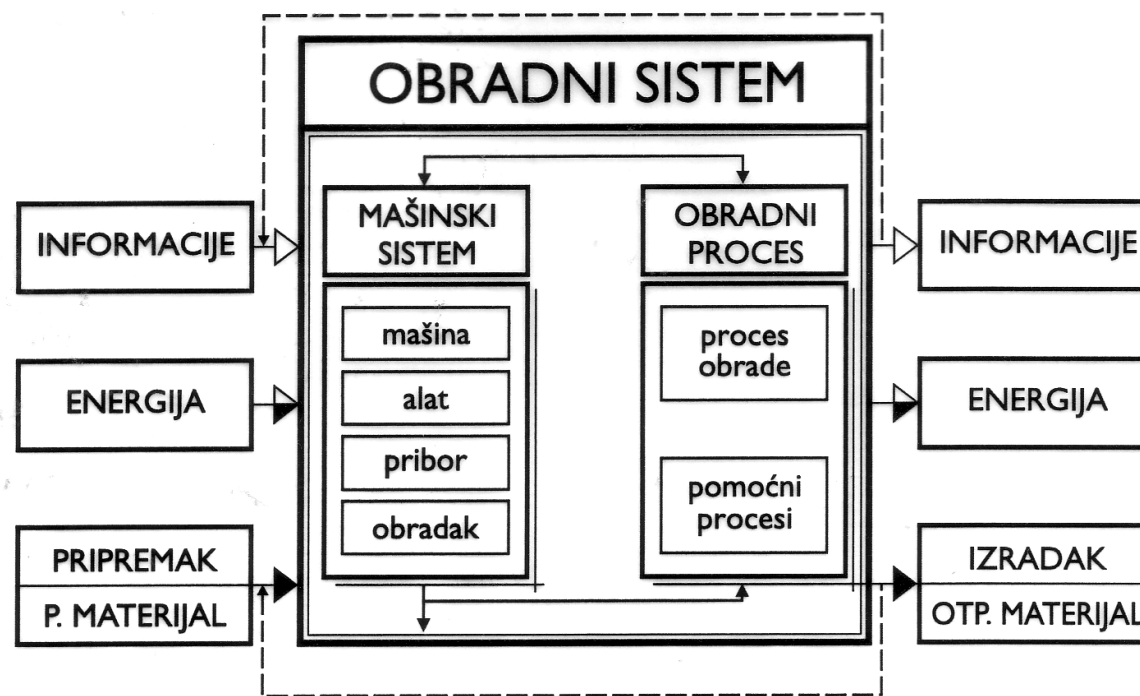 OBRADNI SISTEM
INFORMACIJE
ENERGIJA
PRIPREMAK
P. MATERIJAL
MAŠINSKI
SISTEM
mašina
alat
pribor
obradak
OBRADNI
PROCES
proces
obrade
pomoćni
procesi
INFORMACIJE
ENERGIJA
IZRADAK
OTP. MATERIJAL